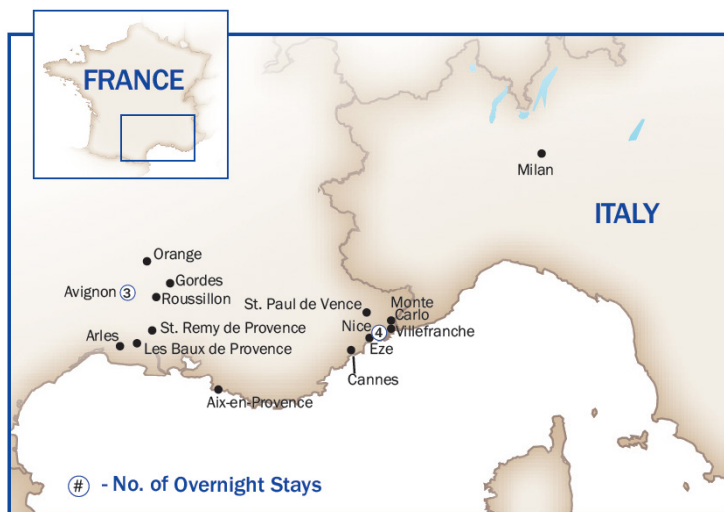 FRANCE
Milan
ITALY
Orange
Gordes
Avignon 3
Roussillon
St. Paul de Vence
Monte
Carlo
Nice 4
Villefranche
St. Remy de Provence
Arles
Les Baux de Provence
Eze
Cannes
Aix-en-Provence
# - No. of Overnight Stays